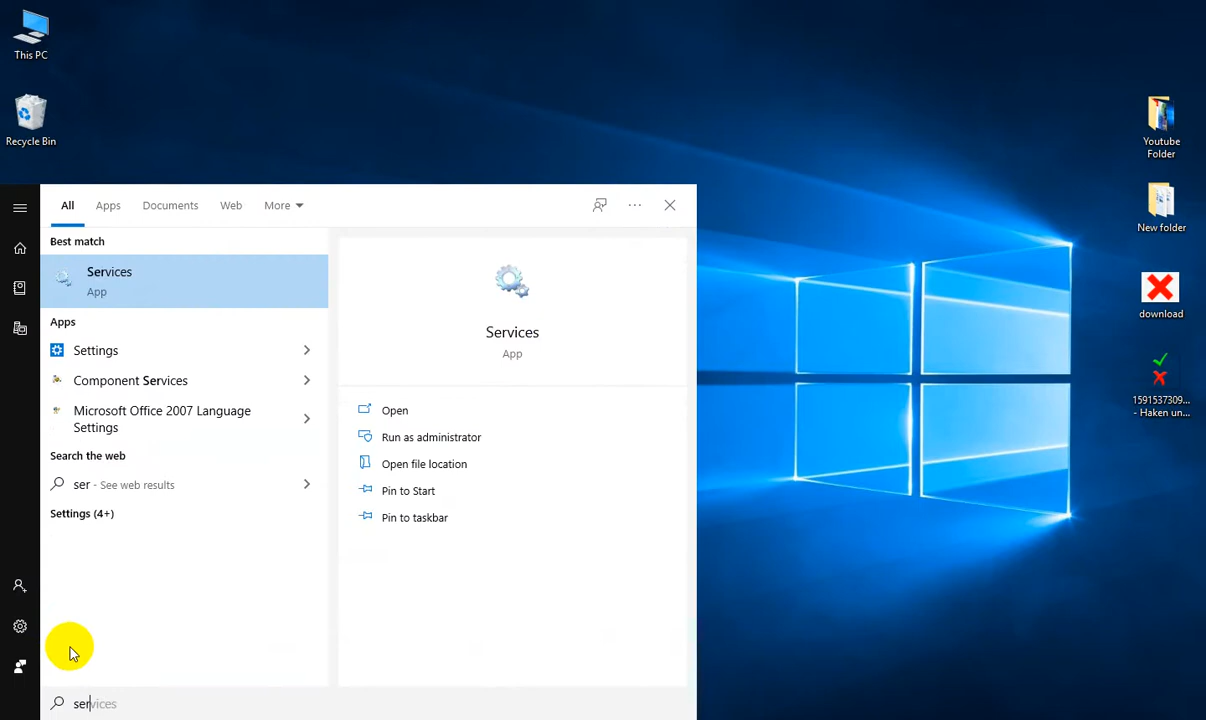 This PC
Recycle Bin
Youtube
Folder
New folder
download
1591537309...
- Haken un...
All Apps Documents Web More
Best match
Services
App
Apps
Settings
Component Services
Microsoft Office 2007 Language
Settings
Search the web
ser - See web results
Settings (4+)
Services
App
Open
Run as administrator
Open file location
Pin to Start
Pin to taskbar
services